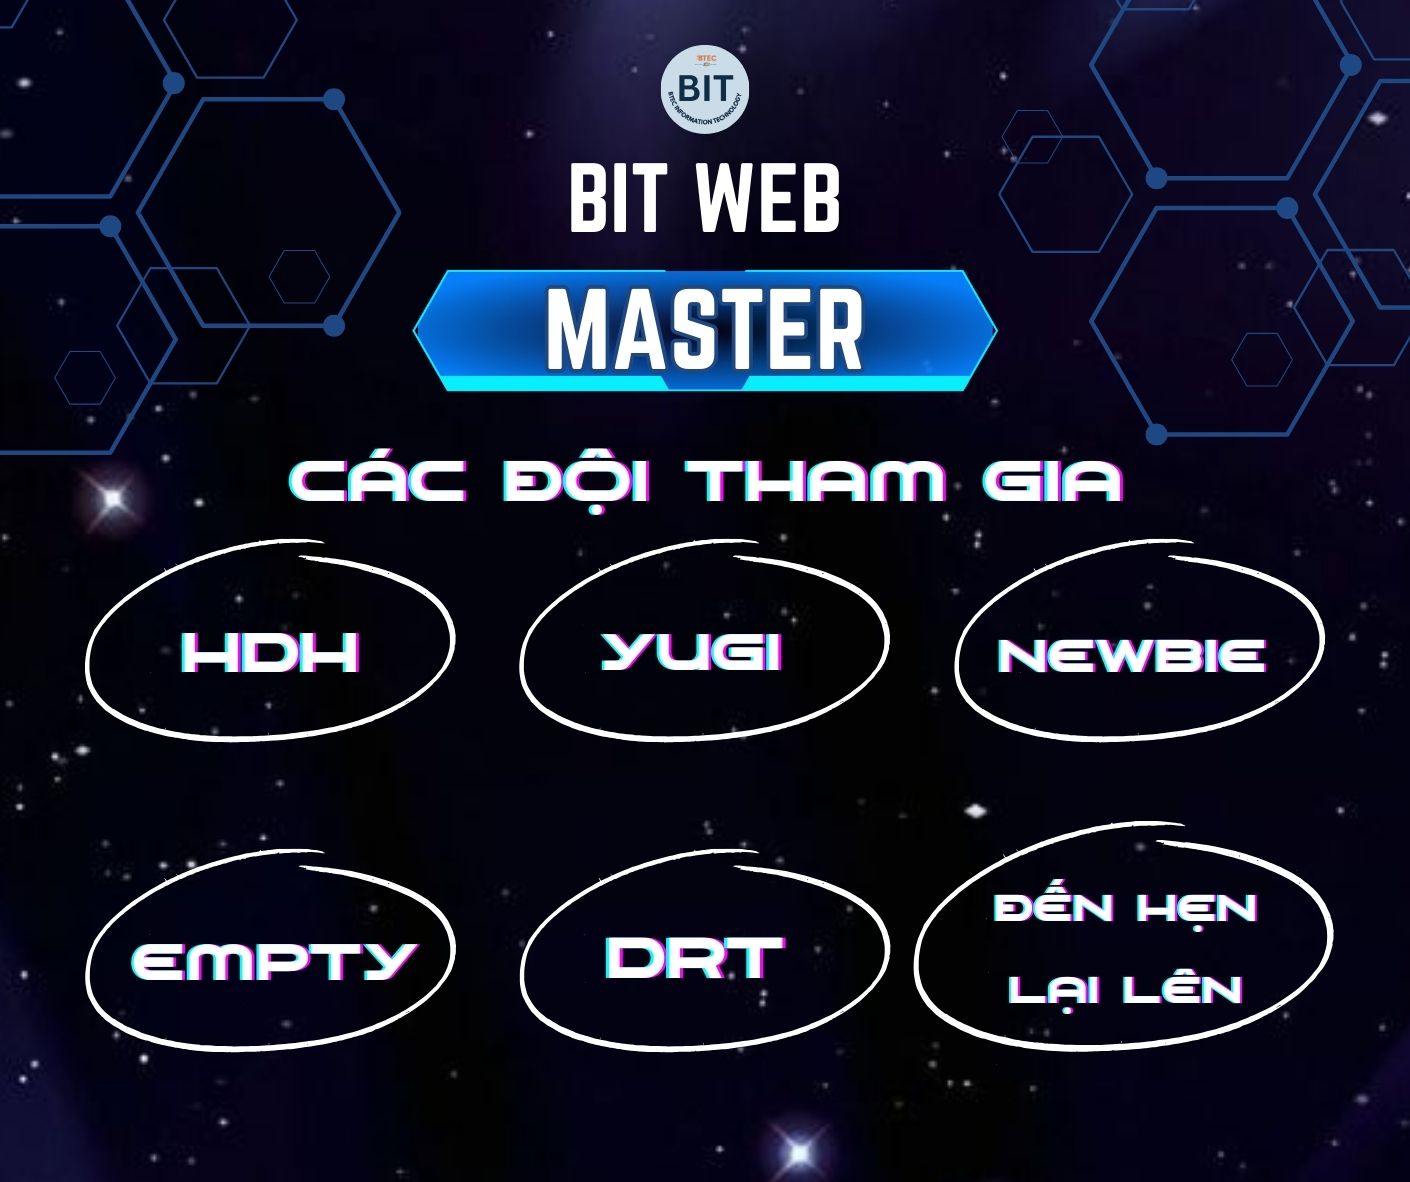 BTEC
BIT
BTEC INFORMATION TECHNOLOGY
BIT WEB
MASTER
CÁC ĐỘI THAM GIA
HDH
YUGI
NEWBIE
EMPTY
DRT
ĐẾN HẸN
LẠI LÊN